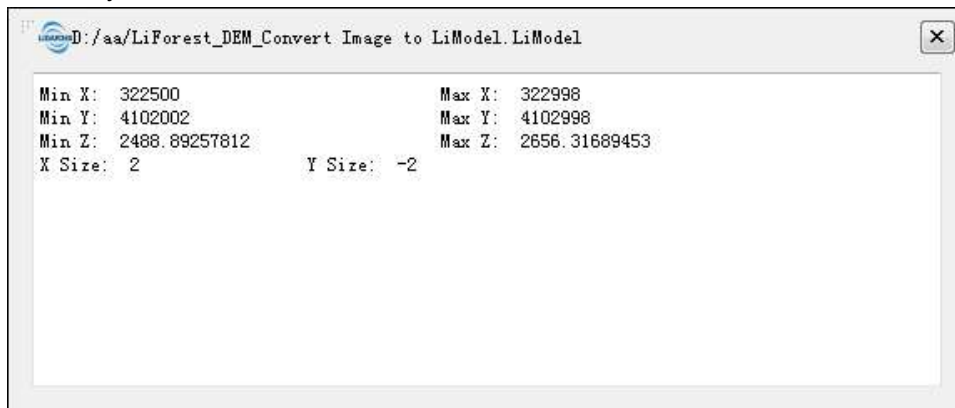 D:/aa/LiForest_DEM_Convert Image to LiModel.LiModel
Min X: 322500 Max X: 322998
Min Y: 4102002 Max Y: 4102998
Min Z: 2488.89257812 Max Z: 2656.31689453
X Size: 2 Y Size: -2